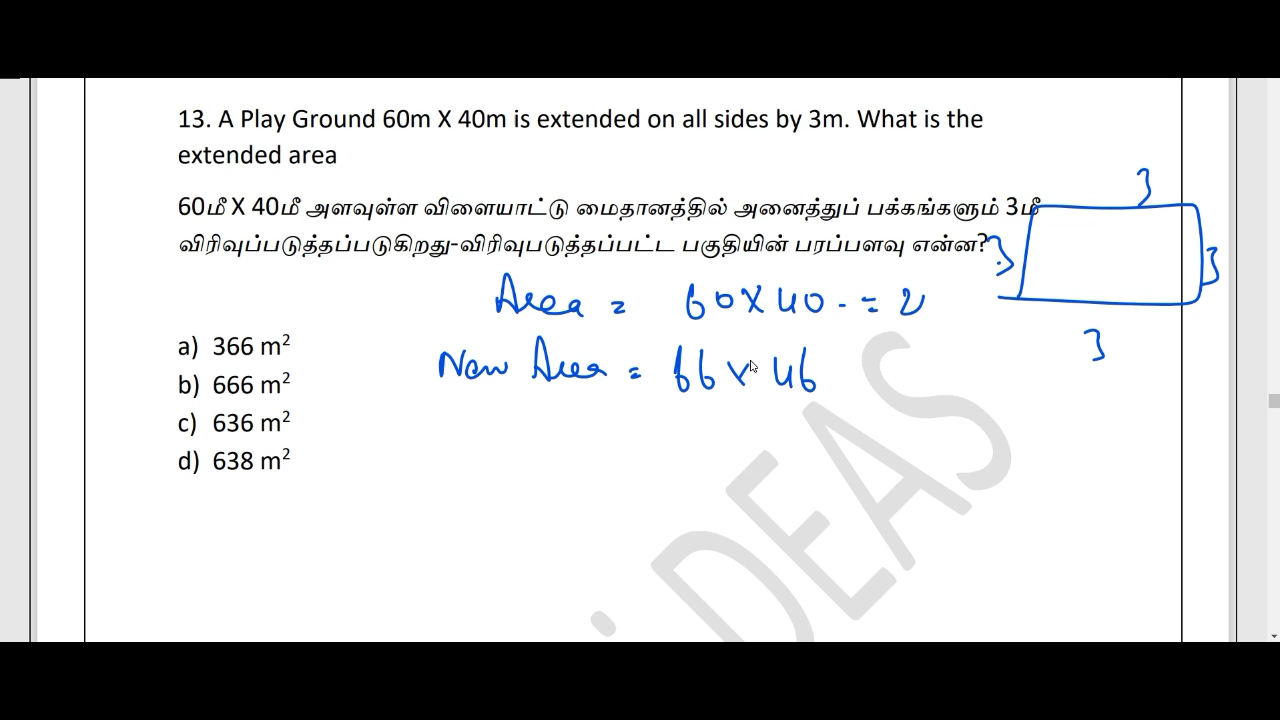 13. A Play Ground 60m X 40m is extended on all sides by 3m. What is the
extended area
60மீ X 40மீ அளவுள்ள விளையாட்டு மைதானத்தில் அனைத்துப் பக்கங்களும் 3மீ
விரிவுப்படுத்தப்படுகிறது-விரிவுபடுத்தப்பட்ட பகுதியின் பரப்பளவு என்ன?
3
3
3
3
Area = 60 X 40 = 2
New Area = 66 x 46
a) 366 m²
b) 666 m²
c) 636 m²
d) 638 m²
iDEAS